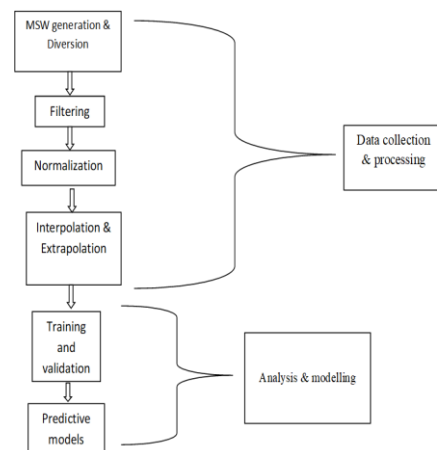 MSW generation &
Diversion
Filtering
Normalization
Interpolation &
Extrapolation
Training
and
validation
Predictive
models
Data collection
& processing
Analysis & modelling